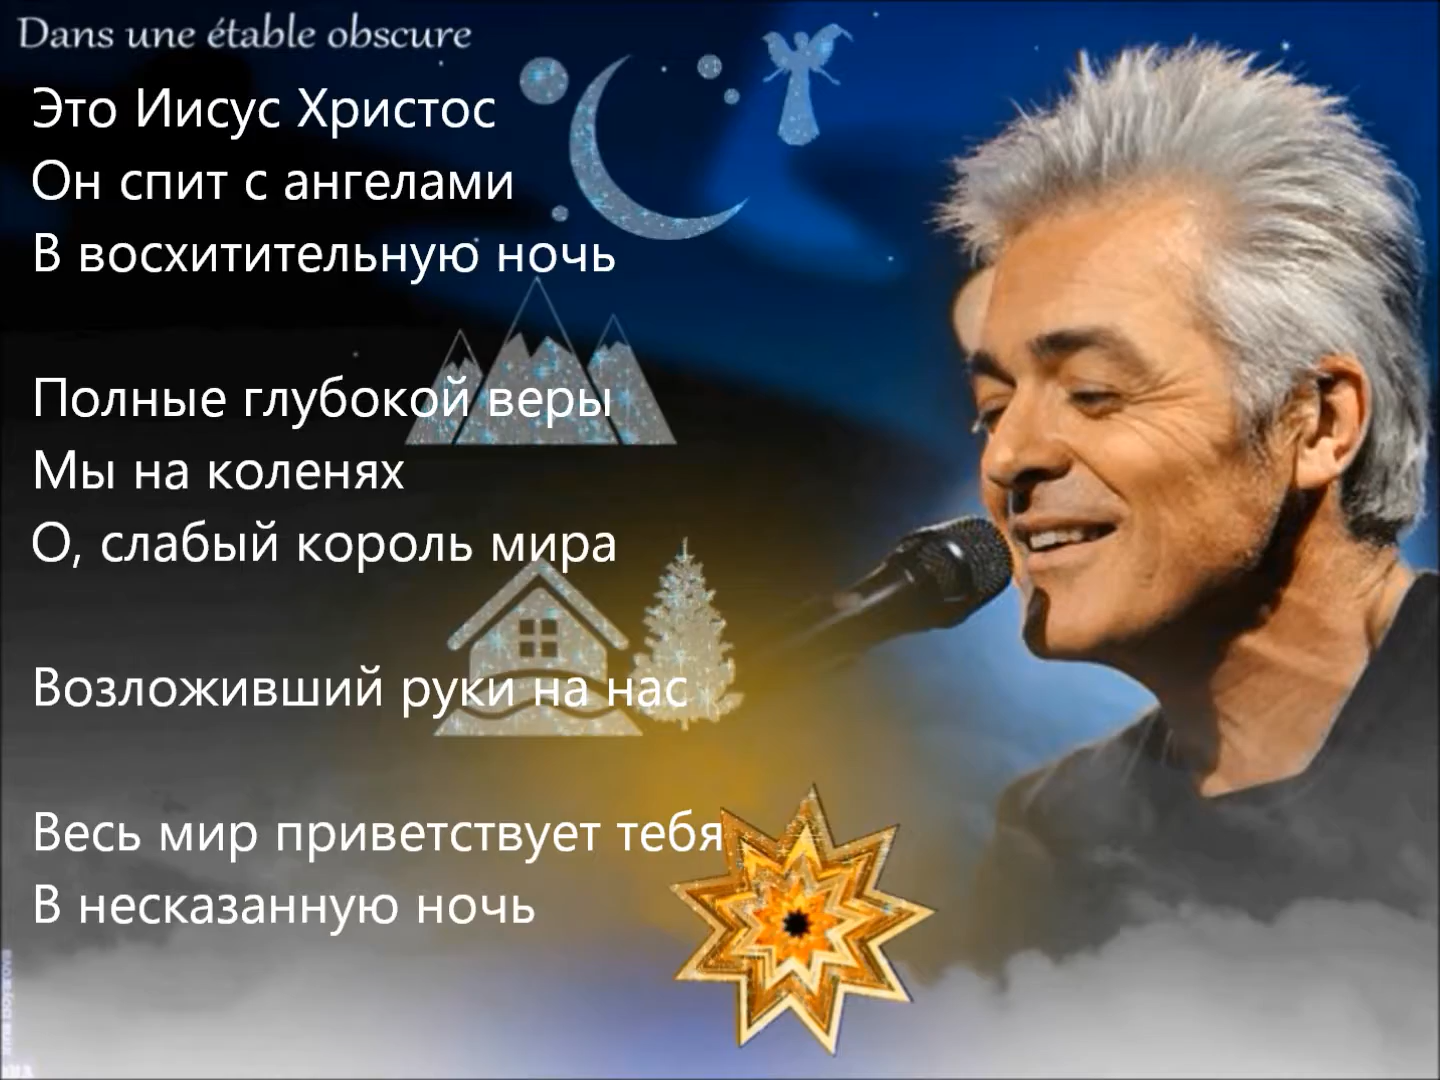 Dans une étable obscure
Это Иисус Христос
Он спит с ангелами
В восхитительную ночь
Полные глубокой веры
Мы на коленях
О, слабый король мира
Возложивший руки на нас
Весь мир приветствует тебя
В несказанную ночь